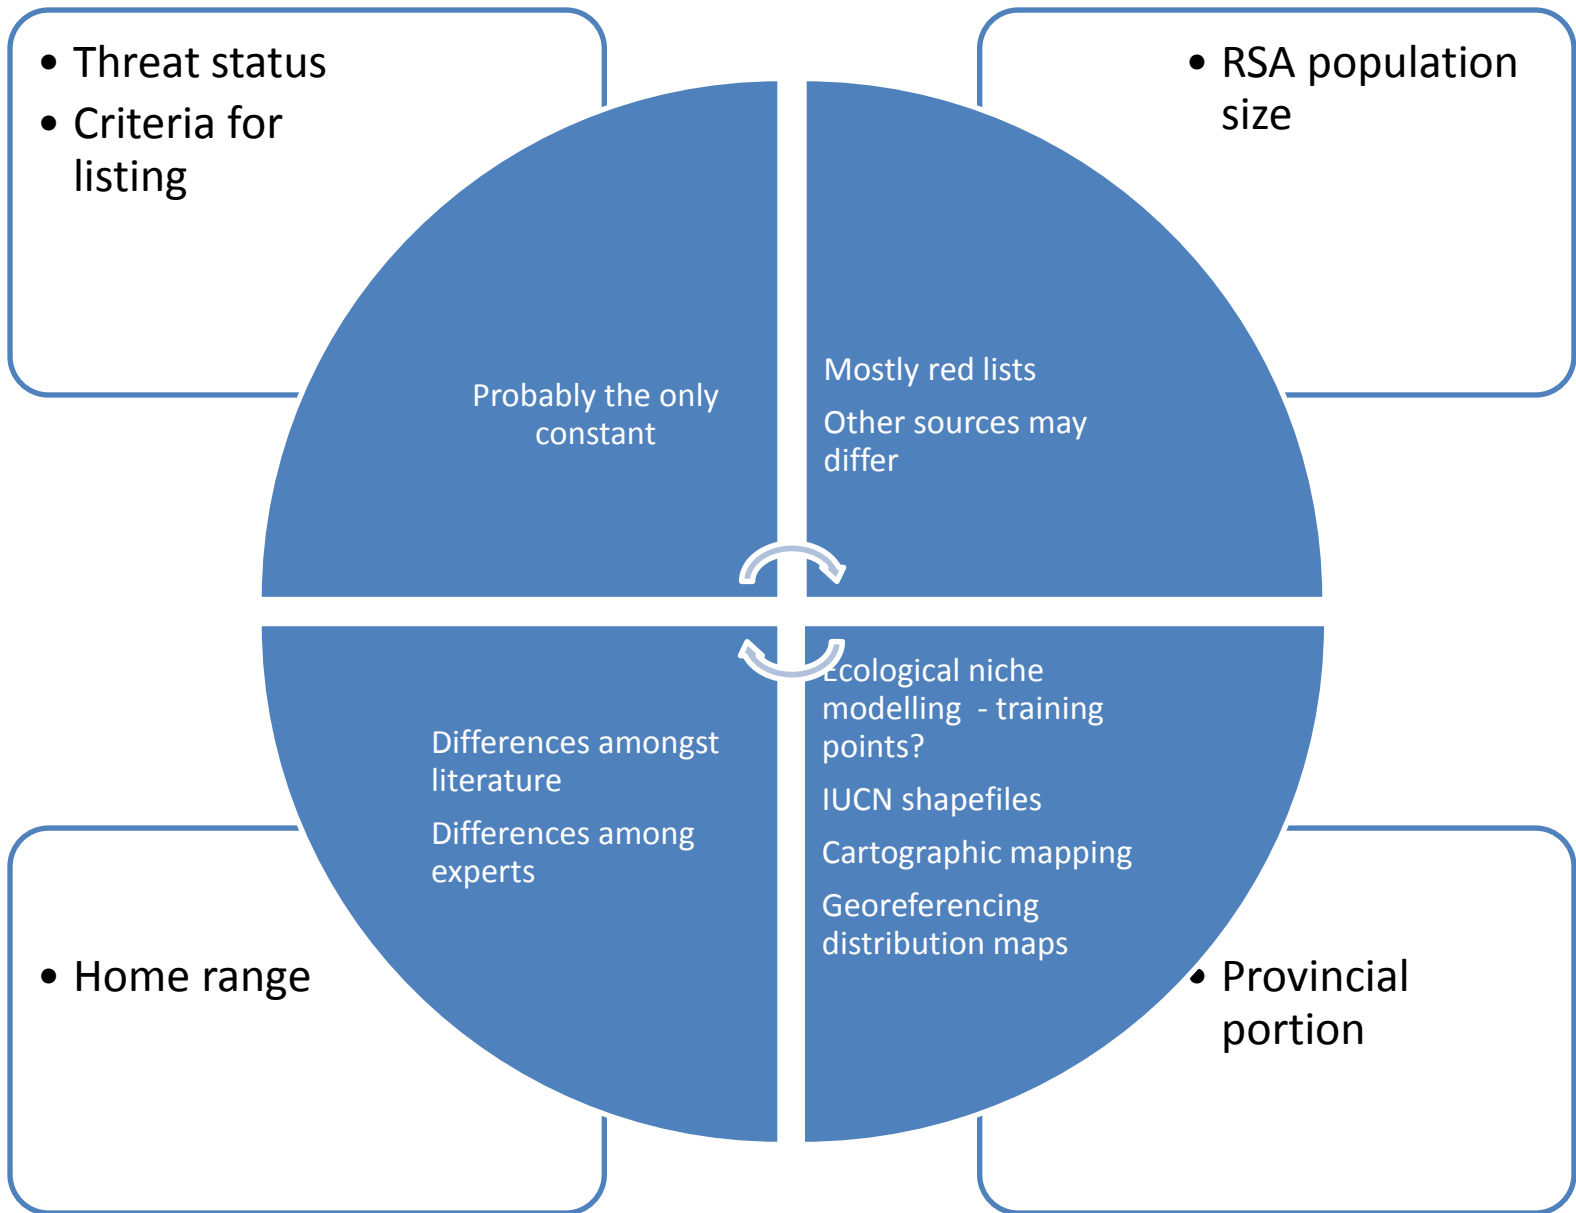 • Threat status
• Criteria for
listing
• RSA population
size
Probably the only
constant
Mostly red lists
Other sources may
differ
Differences amongst
literature
Differences among
experts
Ecological niche
modelling  - training
points?
IUCN shapefiles
Cartographic mapping
Georeferencing
distribution maps
• Home range
• Provincial
portion